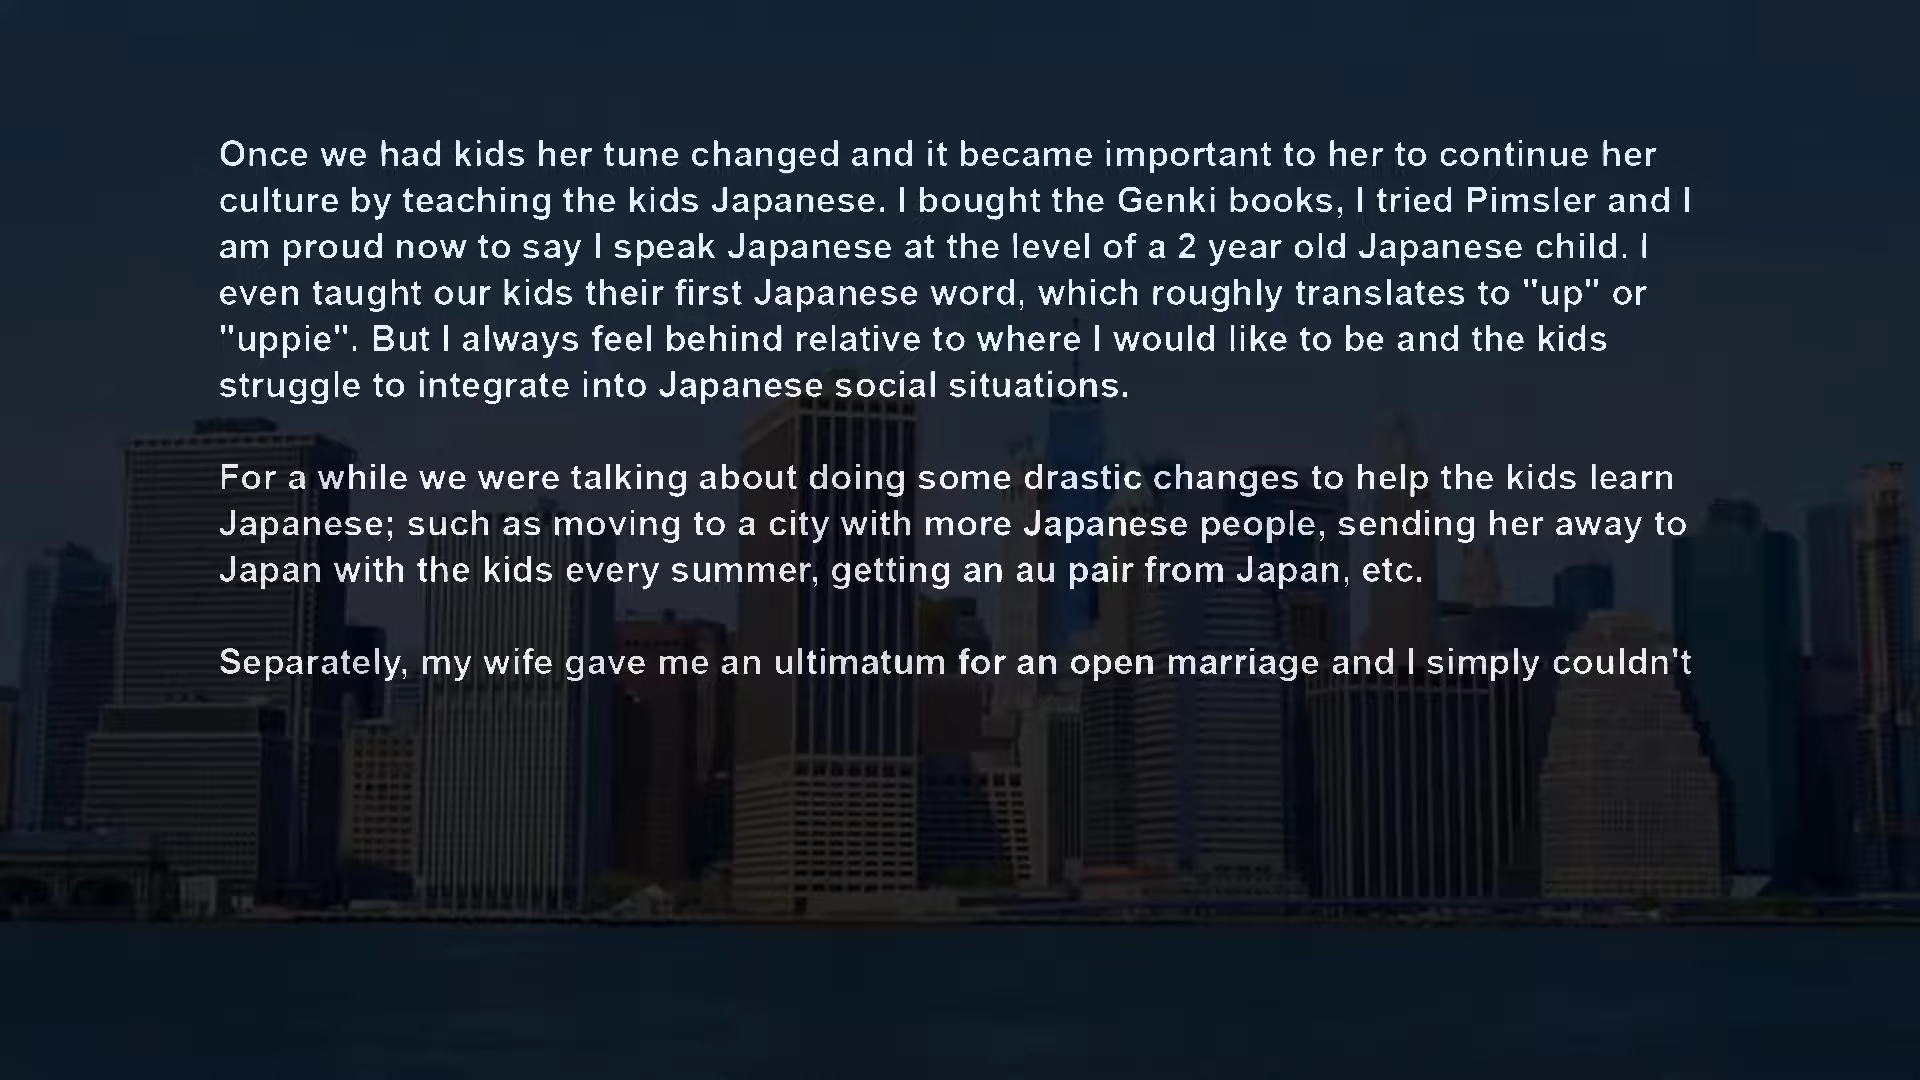 Once we had kids her tune changed and it became important to her to continue her
culture by teaching the kids Japanese. I bought the Genki books, I tried Pimsler and I
am proud now to say I speak Japanese at the level of a 2 year old Japanese child. I
even taught our kids their first Japanese word, which roughly translates to "up" or
"uppie". But I always feel behind relative to where I would like to be and the kids
struggle to integrate into Japanese social situations.
For a while we were talking about doing some drastic changes to help the kids learn
Japanese; such as moving to a city with more Japanese people, sending her away to
Japan with the kids every summer, getting an au pair from Japan, etc.
Separately, my wife gave me an ultimatum for an open marriage and I simply couldn't